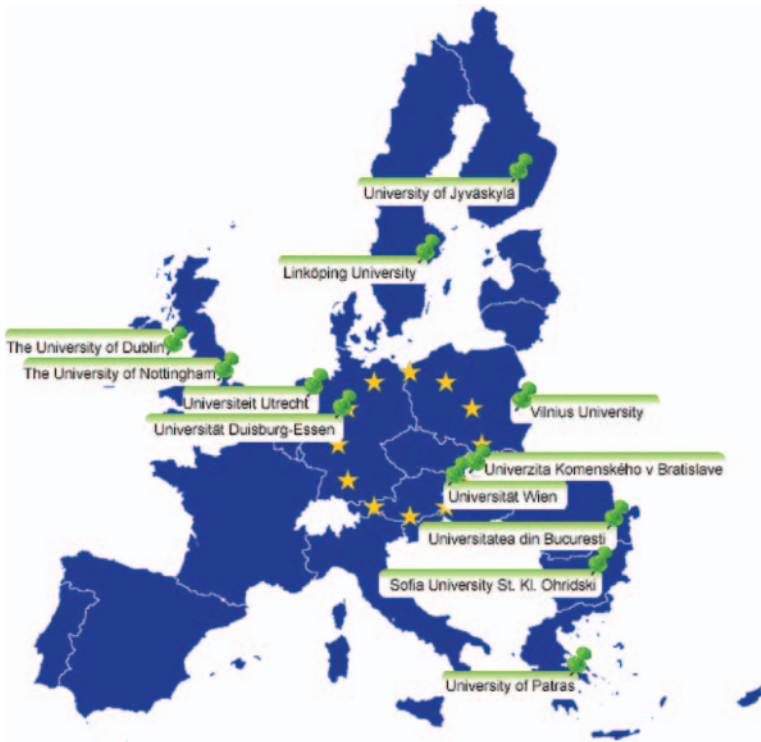 University of Jyväskylä
Linköping University
The University of Dublin
The University of Nottingham
Universiteit Utrecht
Vilnius University
Universität Duisburg-Essen
Univerzita Komenského v Bratislave
Universität Wien
Universitatea din Bucuresti
Sofia University St. Kl. Ohridski
University of Patras